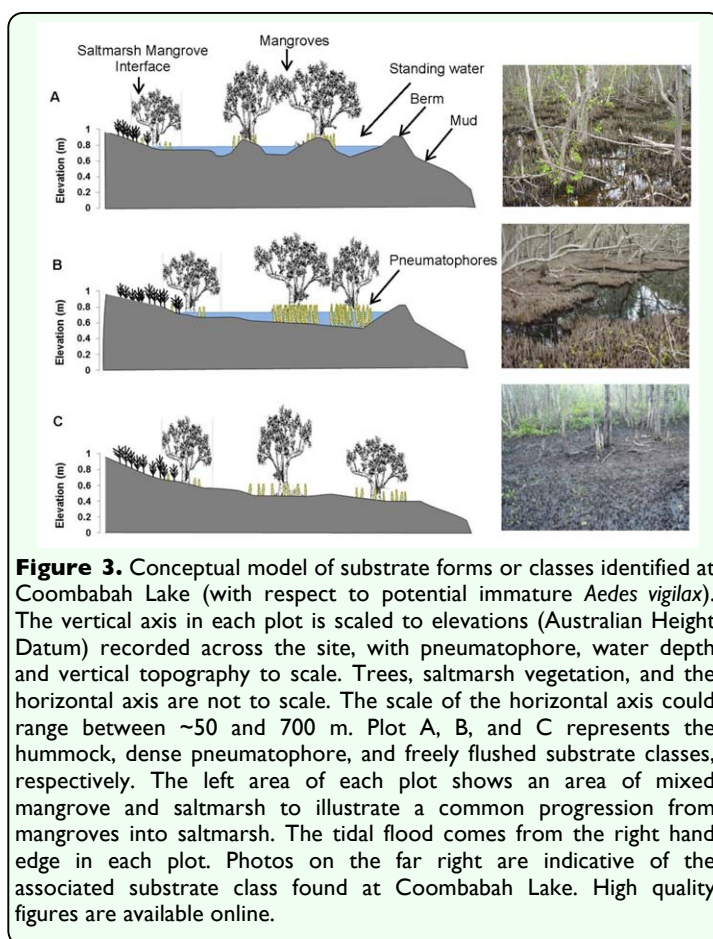 Saltmarsh Mangrove
Interface
Mangroves
Standing water
Berm
Mud
A
Elevation (m)
1
0.8
0.6
0.4
0.2
0
B
Pneumatophores
Elevation (m)
1
0.8
0.6
0.4
0.2
0
C
Elevation (m)
1
0.8
0.6
0.4
0.2
0
Figure 3. Conceptual model of substrate forms or classes identified at
Coombabah Lake (with respect to potential immature Aedes vigilax).
The vertical axis in each plot is scaled to elevations (Australian Height
Datum) recorded across the site, with pneumatophore, water depth
and vertical topography to scale. Trees, saltmarsh vegetation, and the
horizontal axis are not to scale. The scale of the horizontal axis could
range between ~50 and 700 m. Plot A, B, and C represents the
hummock, dense pneumatophore, and freely flushed substrate classes,
respectively. The left area of each plot shows an area of mixed
mangrove and saltmarsh to illustrate a common progression from
mangroves into saltmarsh. The tidal flood comes from the right hand
edge in each plot. Photos on the far right are indicative of the
associated substrate class found at Coombabah Lake. High quality
figures are available online.